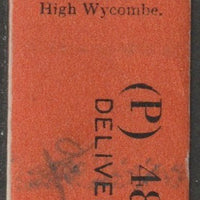 High Wycombe.
(P) 48
DELIVE